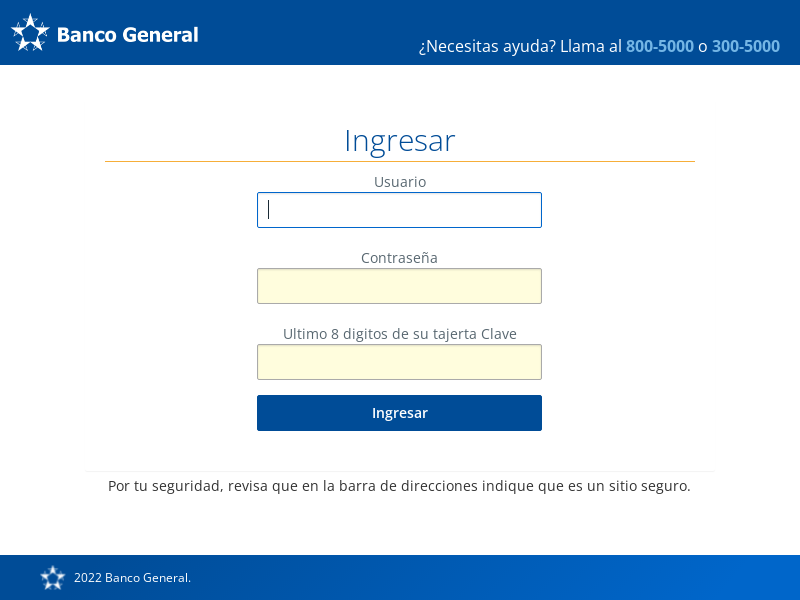 Banco General
¿Necesitas ayuda? Llama al 800-5000 o 300-5000
Ingresar
Usuario
Contraseña
Ultimo 8 digitos de su tajerta Clave
Ingresar
Por tu seguridad, revisa que en la barra de direcciones indique que es un sitio seguro.
2022 Banco General.